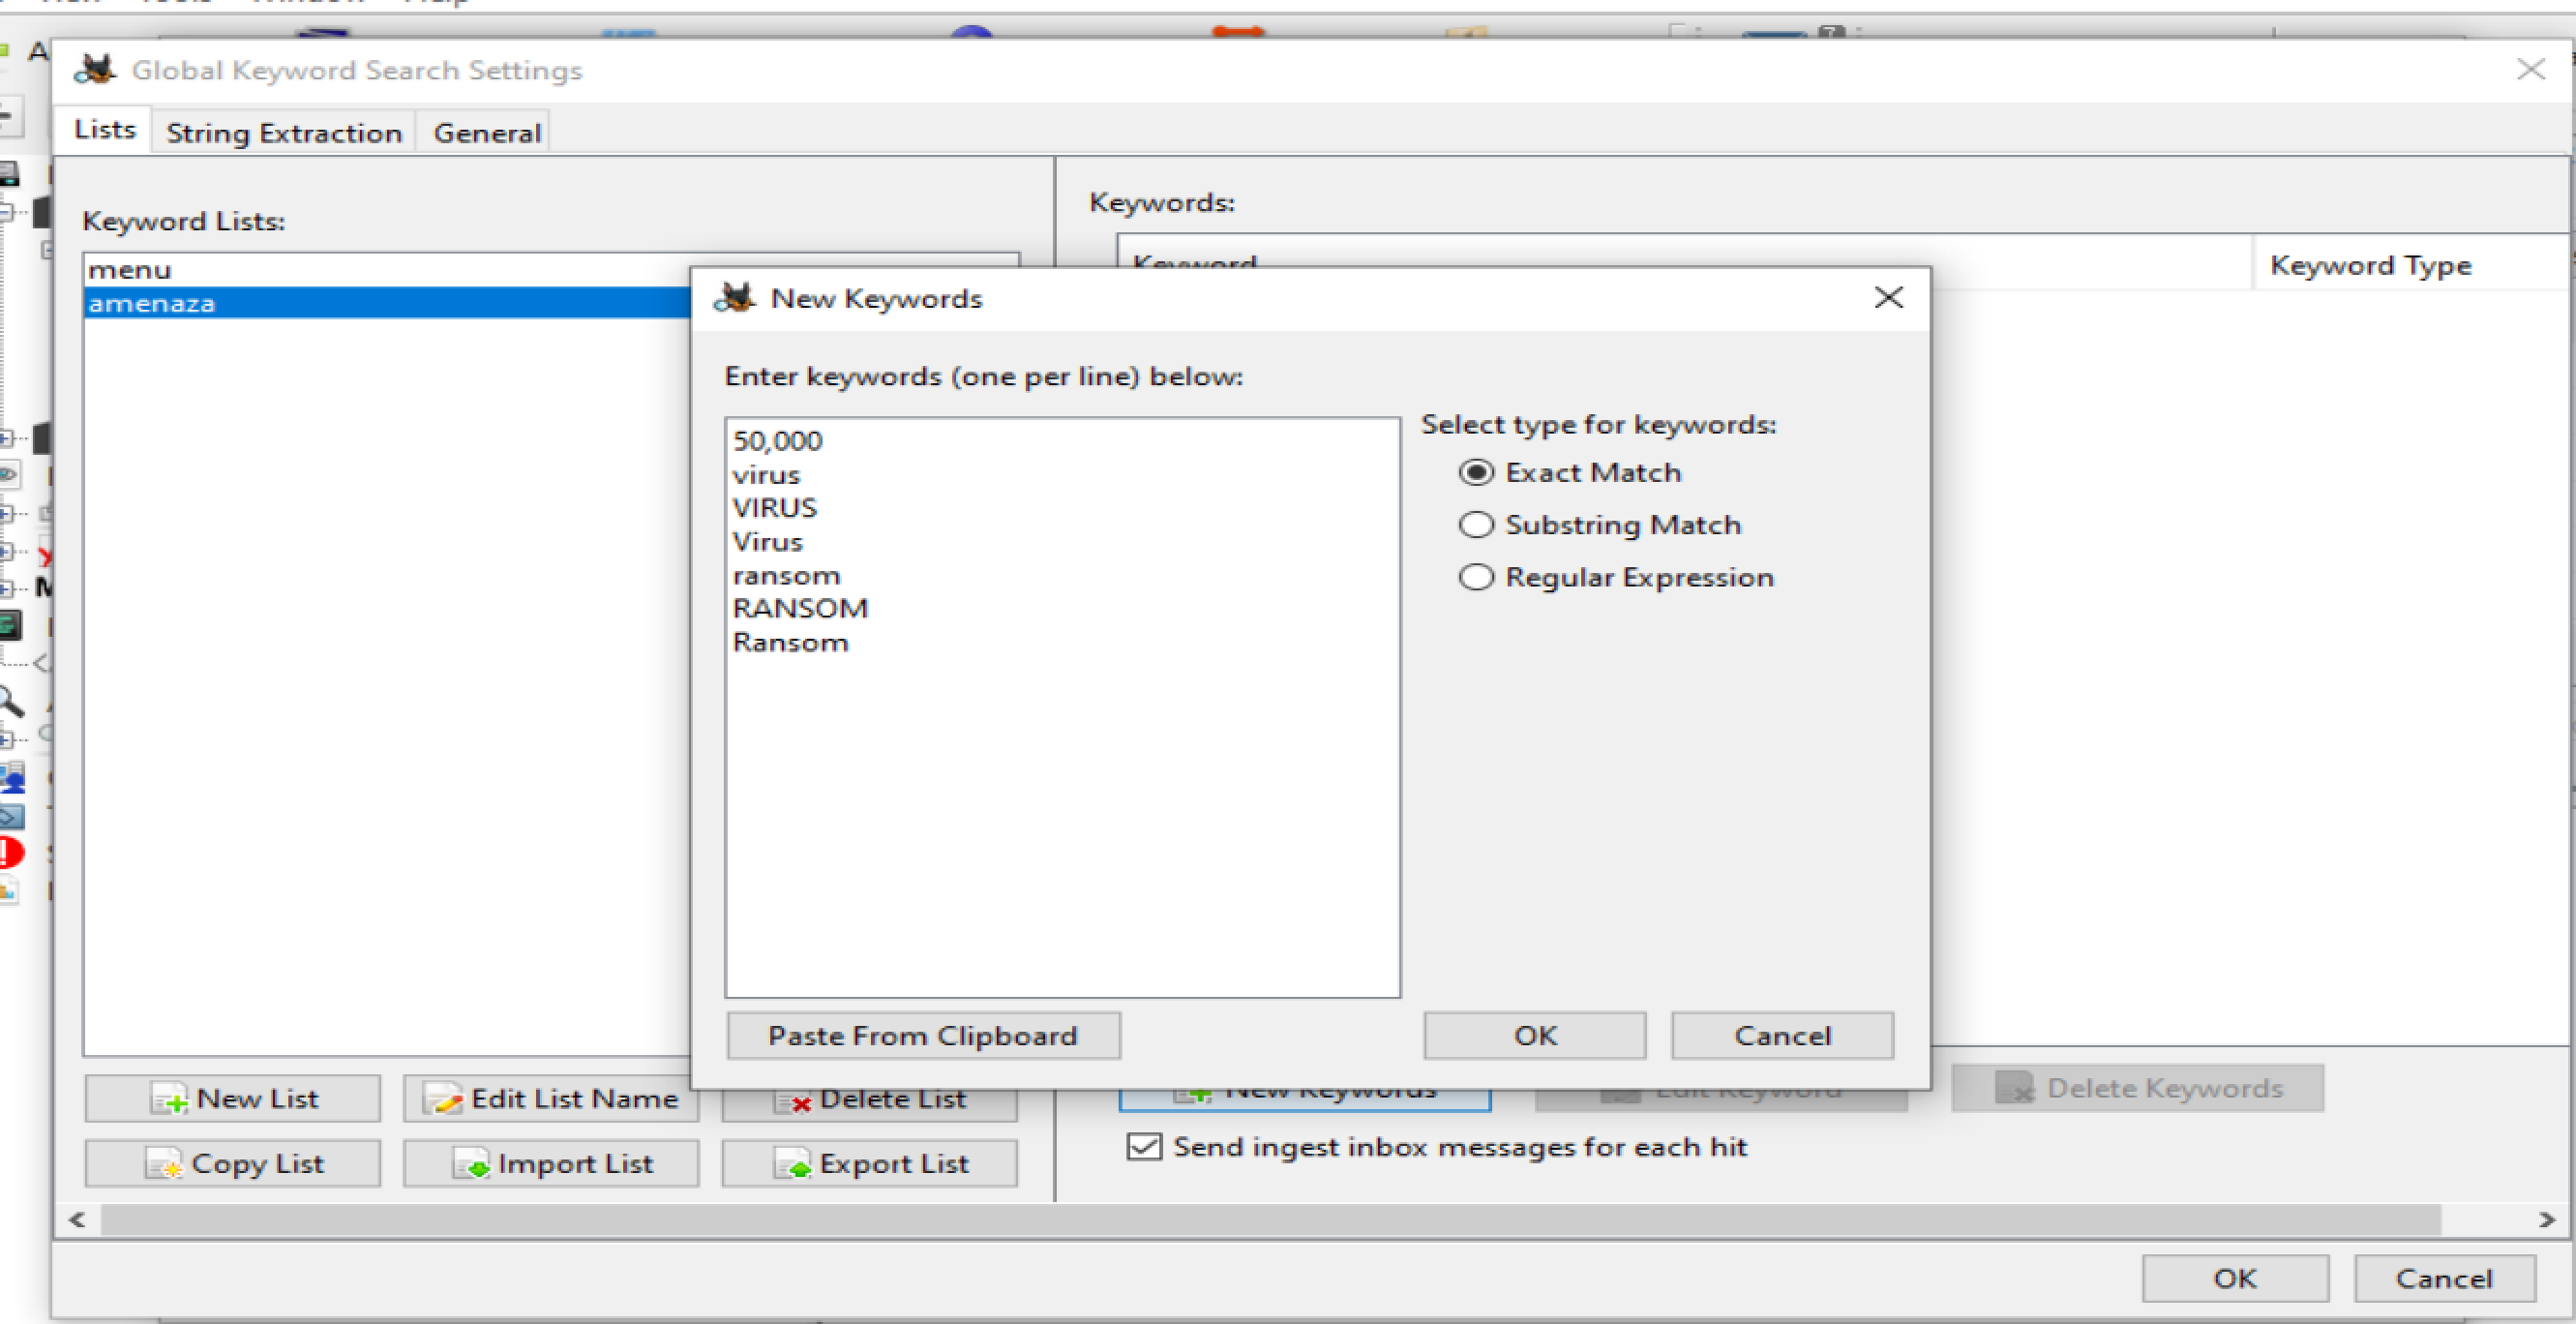 Global Keyword Search Settings
Lists
String Extraction
General
Keyword Lists:
menu
amenaza
Keywords:
Keyword
Keyword Type
New Keywords
Enter keywords (one per line) below:
50,000
virus
VIRUS
Virus
ransom
RANSOM
Ransom
Select type for keywords:
Exact Match
Substring Match
Regular Expression
Paste From Clipboard
OK
Cancel
New List
Edit List Name
Delete List
New Keywords
Edit Keyword
Delete Keywords
Copy List
Import List
Export List
Send ingest inbox messages for each hit
OK
Cancel